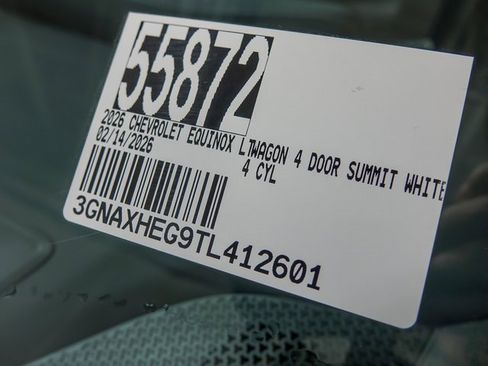 55872
2026 CHEVROLET EQUINOX LTWAGON 4 DOOR SUMMIT WHITE
02/14/2026
4 CYL
3GNAXHEG9TL412601